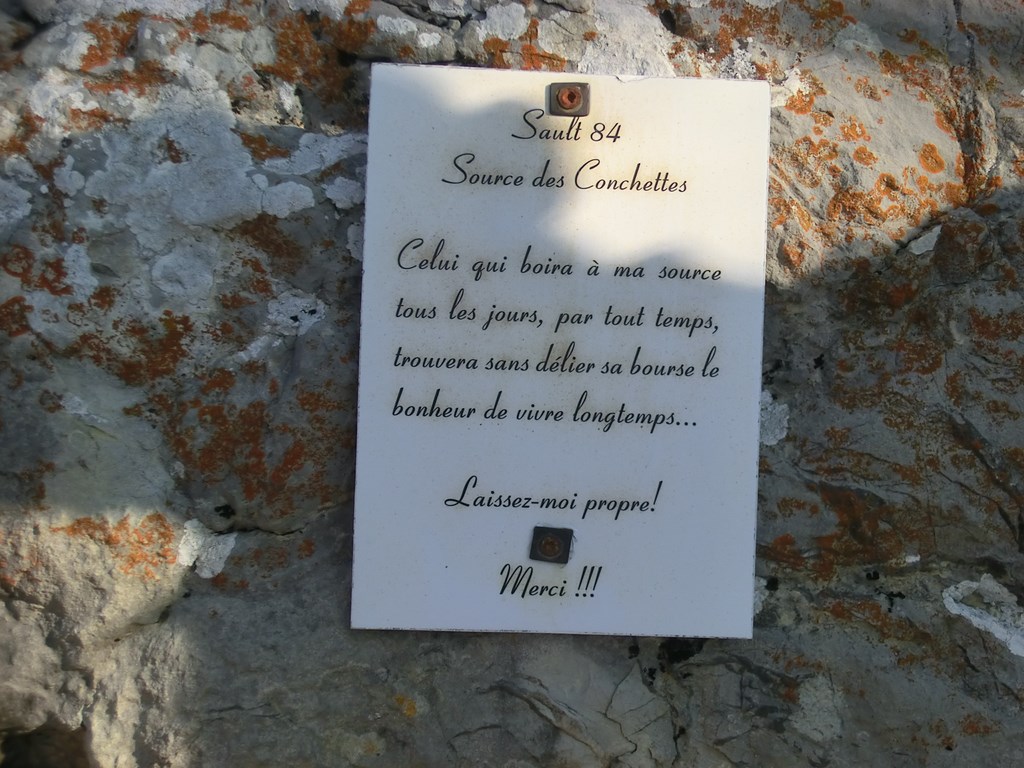 Sault 84
Source des Conchettes
Celui qui boira à ma source
tous les jours, par tout temps,
trouvera sans délier sa bourse le
bonheur de vivre longtemps...
Laissez-moi propre!
Merci !!!